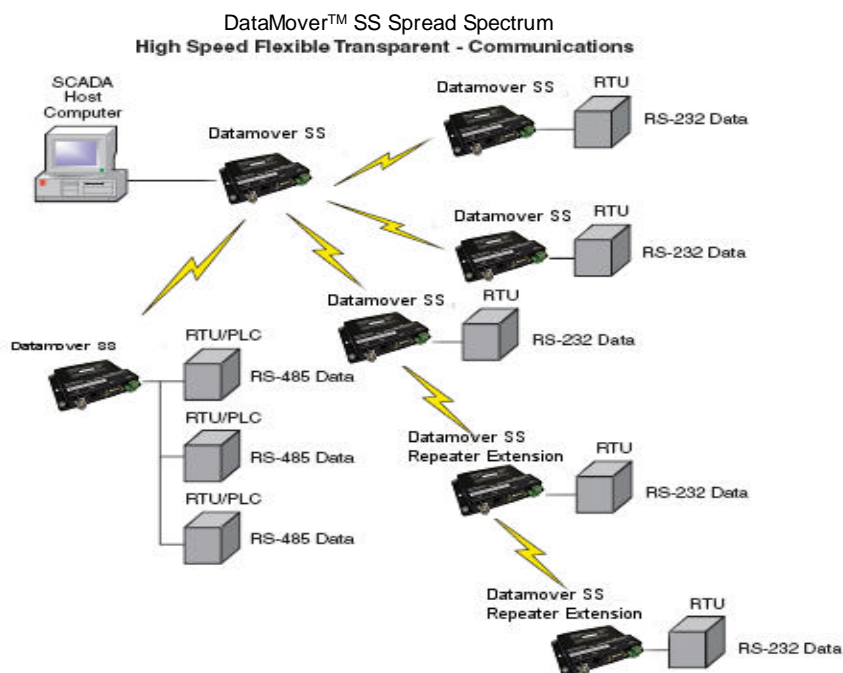 DataMover™ SS Spread Spectrum
High Speed Flexible Transparent - Communications
SCADA
Host
Computer
Datamover SS
Datamover SS
RTU
RS-232 Data
Datamover SS
RTU
RS-232 Data
Datamover SS
RTU
RS-232 Data
Datamover SS
RTU/PLC
RS-485 Data
RTU/PLC
RS-485 Data
RTU/PLC
RS-485 Data
Datamover SS
Repeater Extension
RTU
RS-232 Data
Datamover SS
Repeater Extension
RTU
RS-232 Data